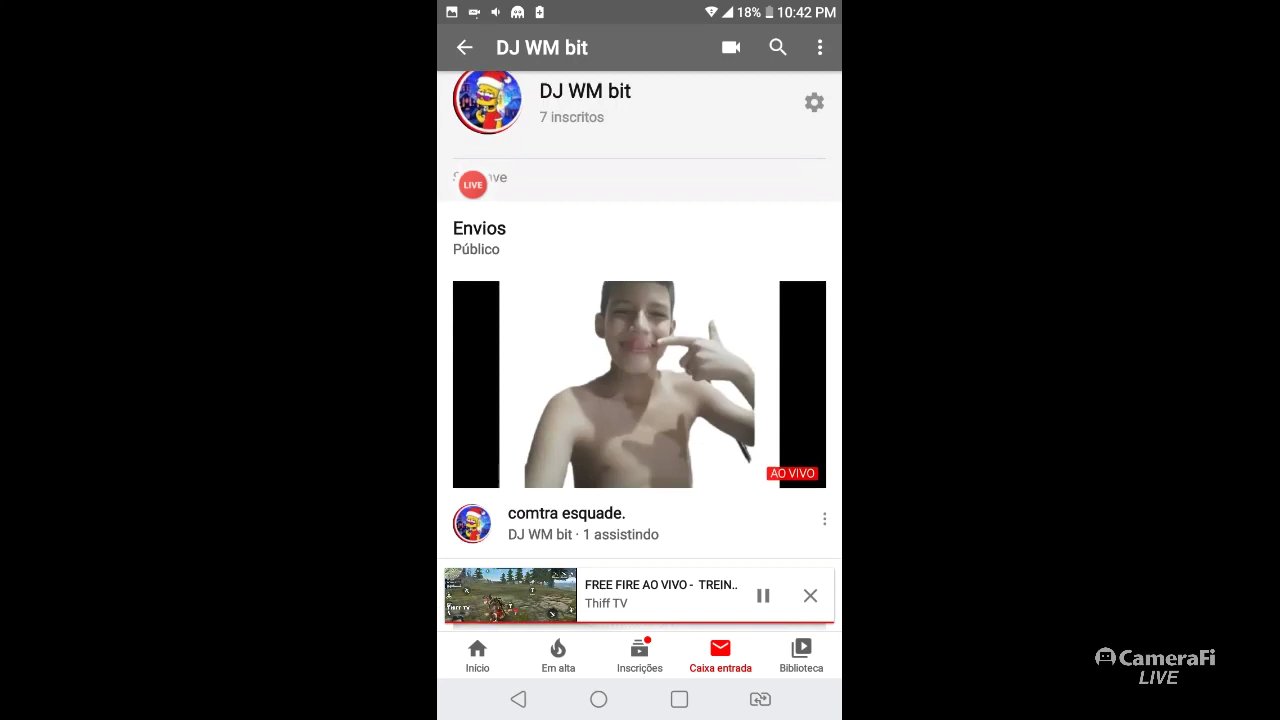 18% 10:42 PM
DJ WM bit
DJ WM bit
7 inscritos
LIVE
Envios
Público
AO VIVO
comtra esquade.
DJ WM bit · 1 assistindo
FREE FIRE AO VIVO - TREIN..
Thiff TV
THIFF TV
Início
Em alta
Inscrições
Caixa entrada
Biblioteca
CameraFi
LIVE